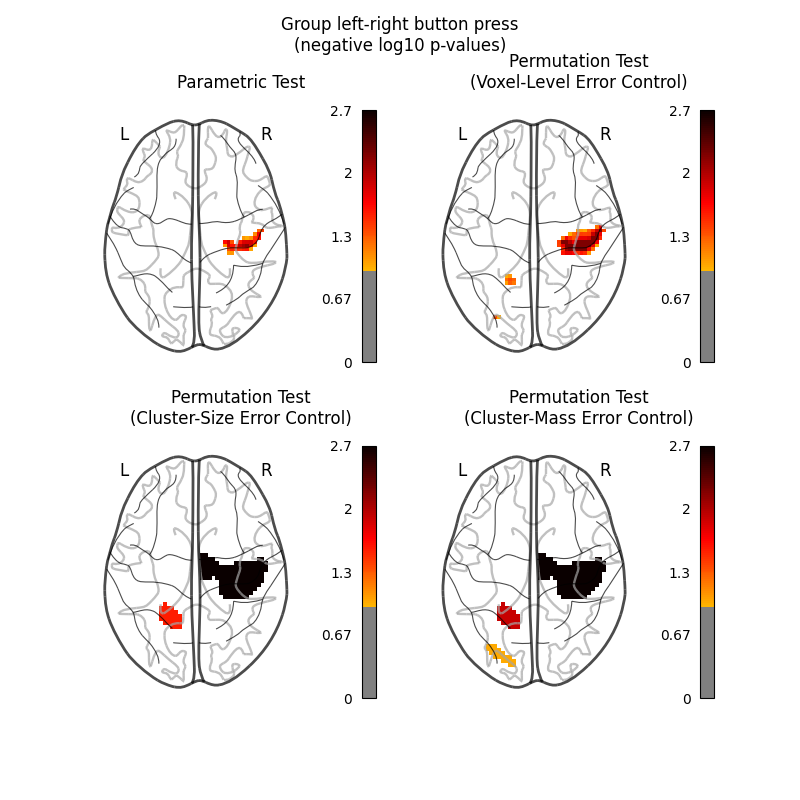 Group left-right button press
(negative log10 p-values)
Parametric Test
L
R
2.7
2
1.3
0.67
0
Permutation Test
(Voxel-Level Error Control)
L
R
2.7
2
1.3
0.67
0
Permutation Test
(Cluster-Size Error Control)
L
R
2.7
2
1.3
0.67
0
Permutation Test
(Cluster-Mass Error Control)
L
R
2.7
2
1.3
0.67
0